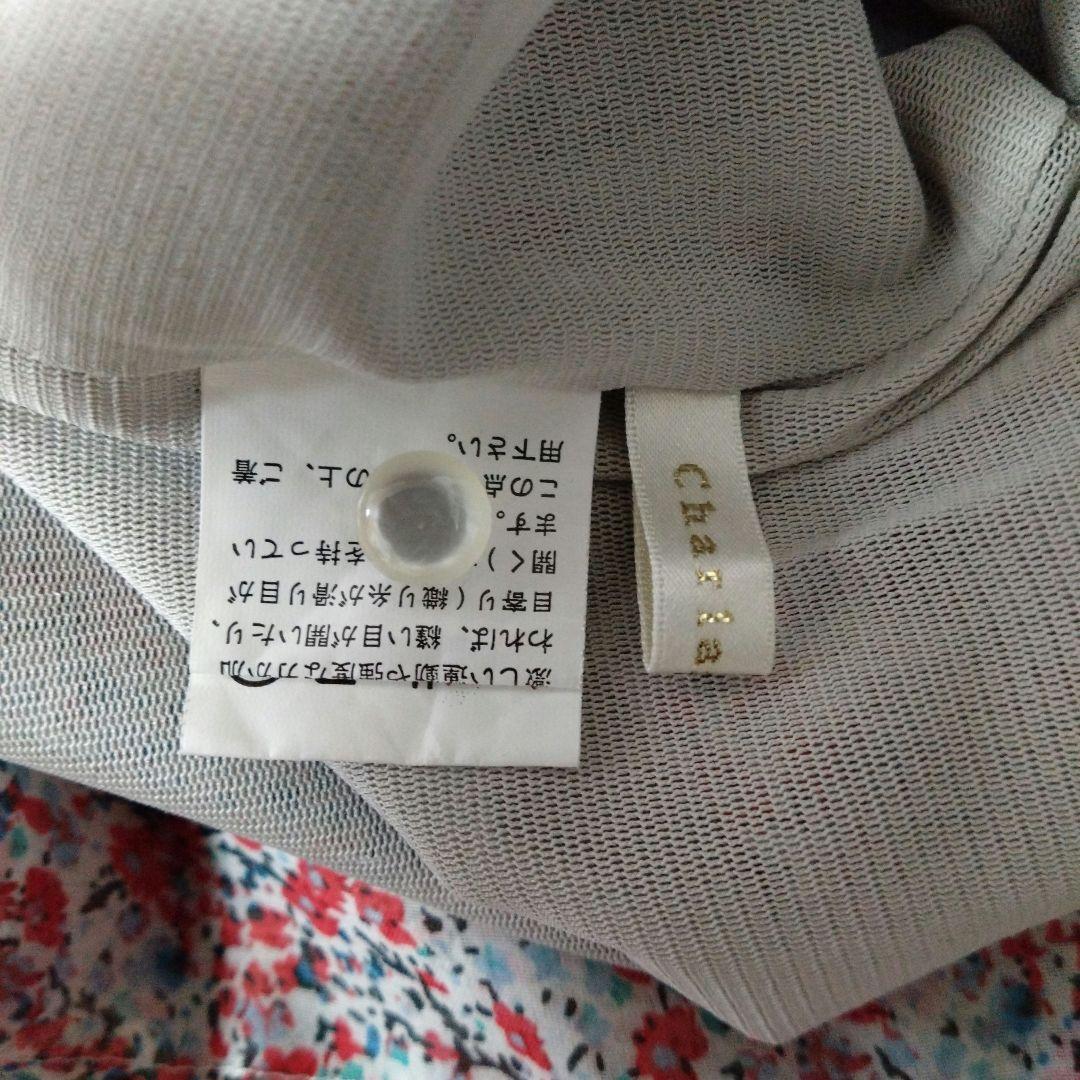 激しい運動や強度な力が加
われば、縫い目が開いたり、
目寄り(織り糸が滑り目が
開く) を持ってい
ます。
この点 の上、ご着
用下さい。
Charla